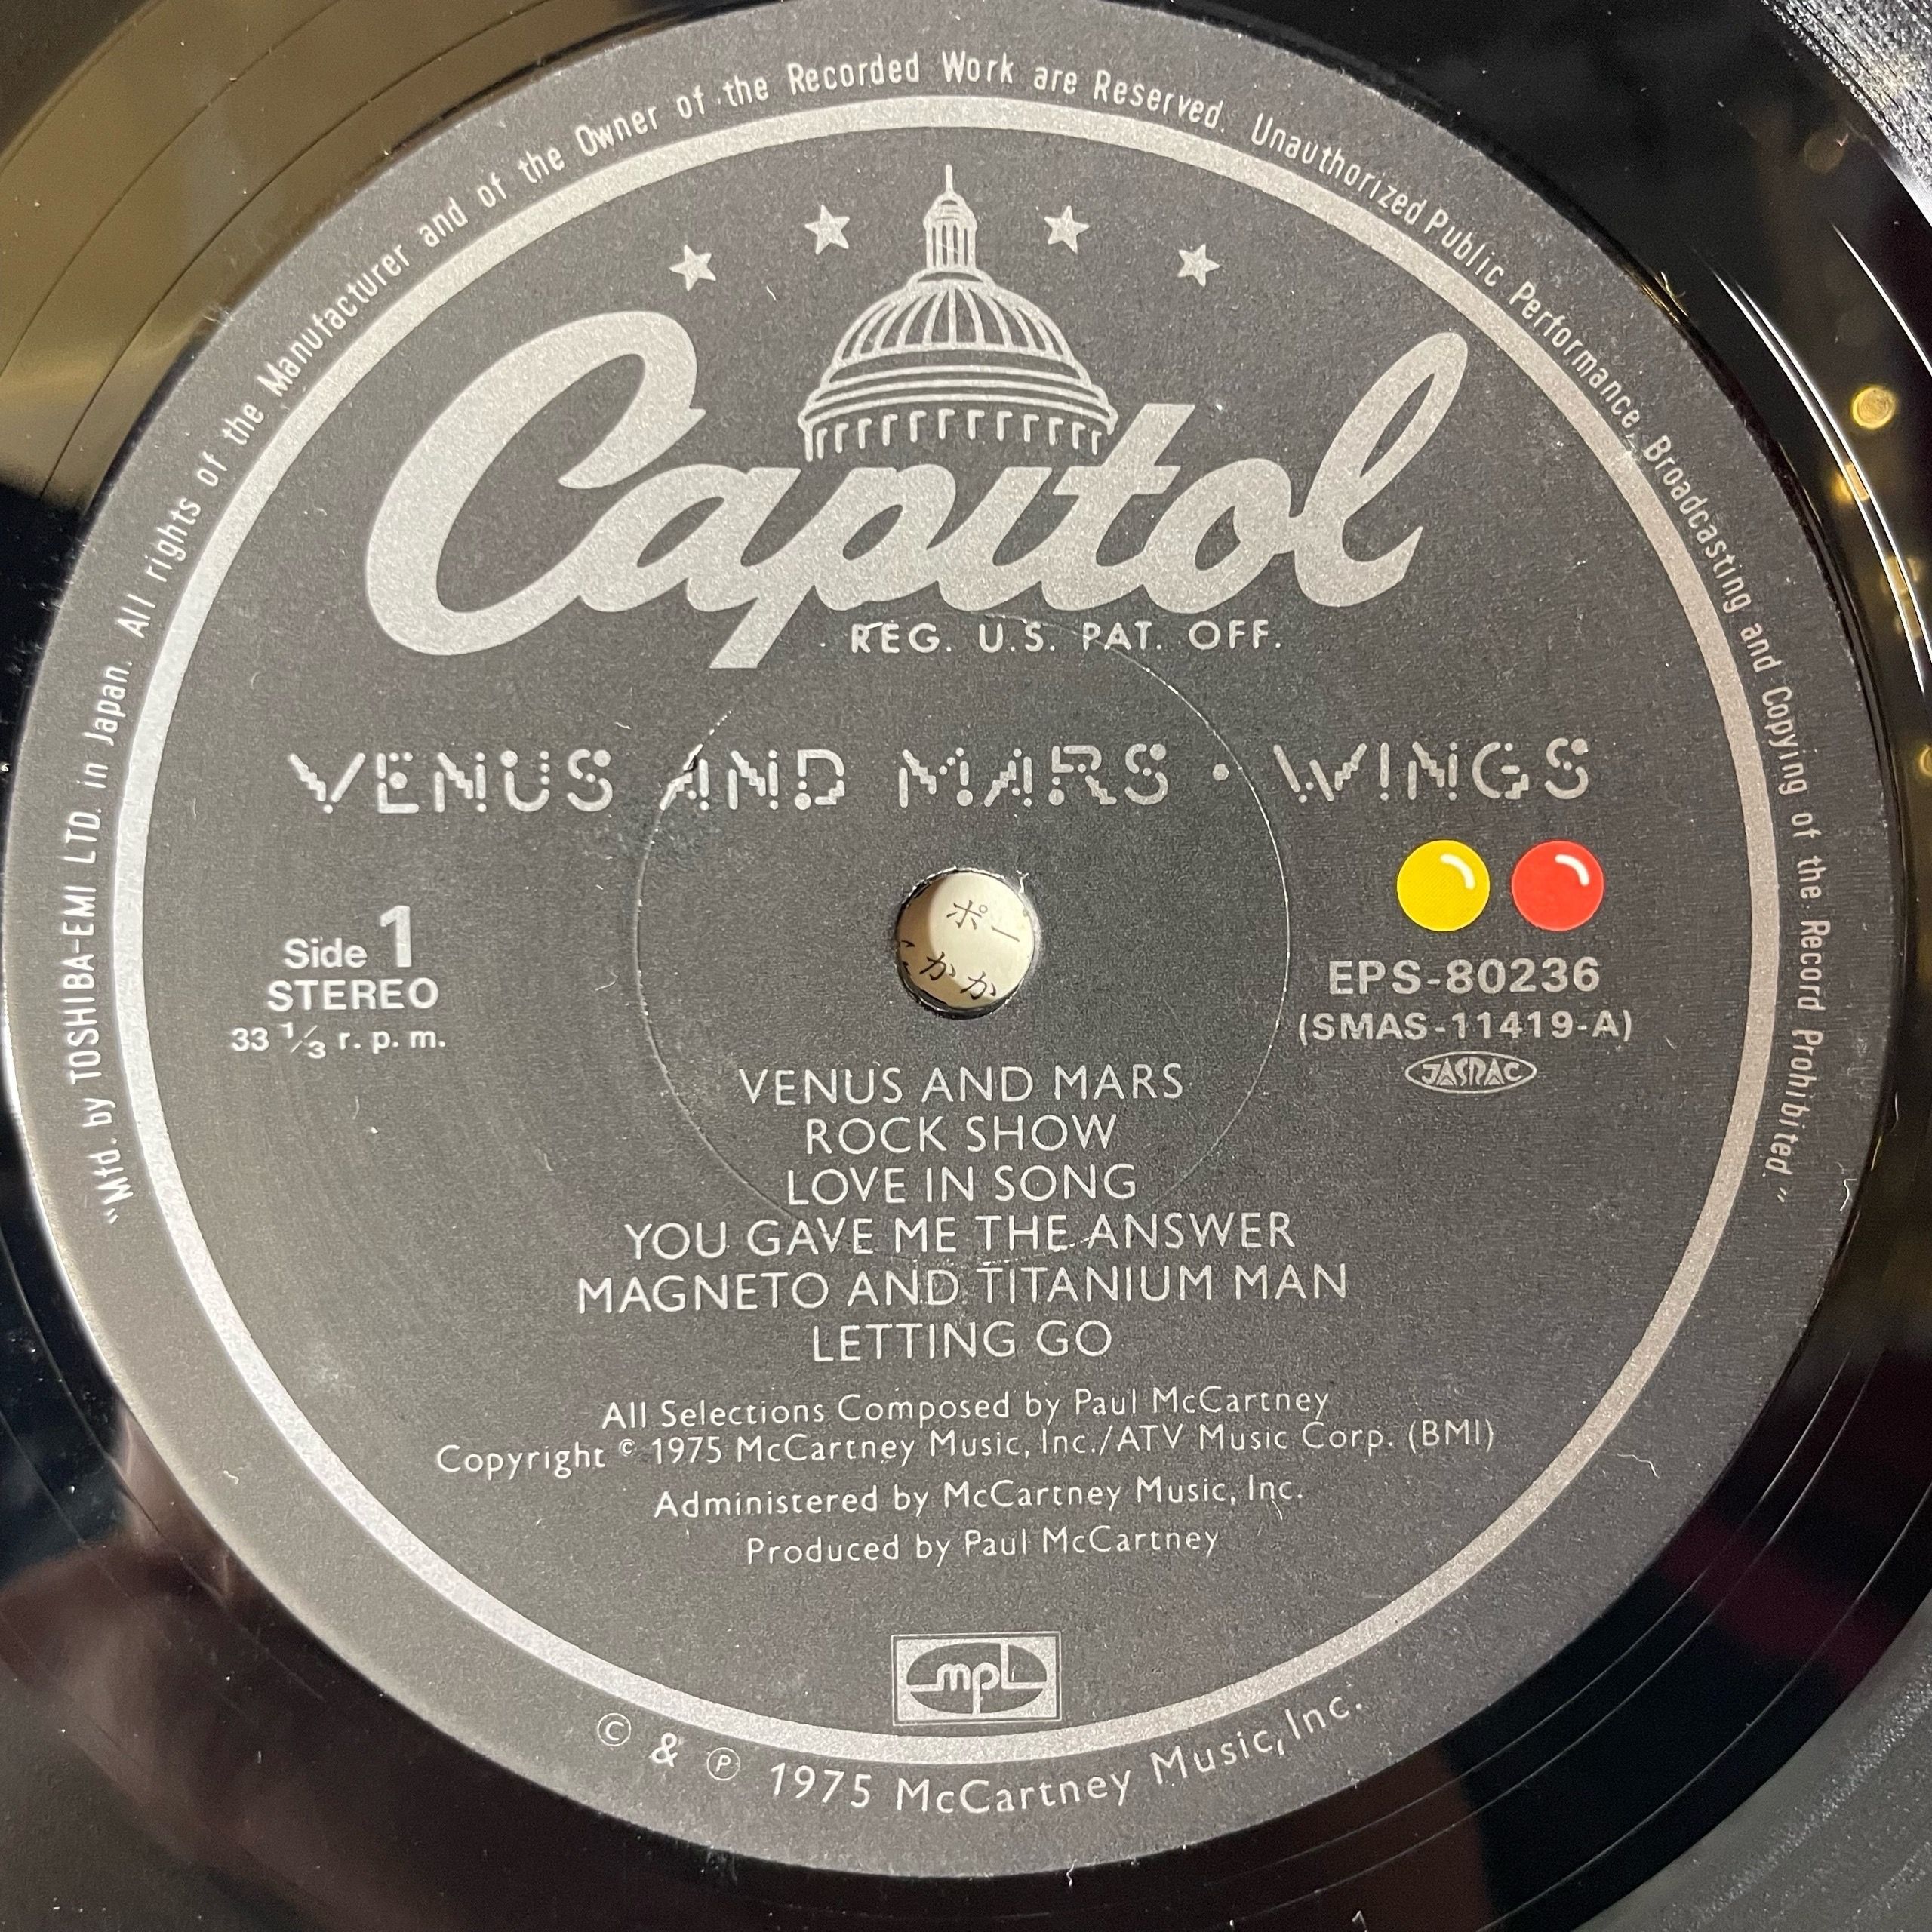 "Mfd. by TOSHIBA-EMI LTD. in Japan. All rights of the Manufacturer and of the Owner of the Recorded Work are Reserved. Unauthorized Public Performance Broadcasting and Copying of the Record Prohibited."
Capitol
REG. U.S. PAT. OFF.
VENUS AND MARS • WINGS
Side 1
STEREO
33 1/3 r. p. m.
EPS-80236
(SMAS-11419-A)
JASRAC
ポー
かか
VENUS AND MARS
ROCK SHOW
LOVE IN SONG
YOU GAVE ME THE ANSWER
MAGNETO AND TITANIUM MAN
LETTING GO
All Selections Composed by Paul McCartney
Copyright © 1975 McCartney Music, Inc./ATV Music Corp. (BMI)
Administered by McCartney Music, Inc.
Produced by Paul McCartney
mpl
© & ℗ 1975 McCartney Music, Inc.